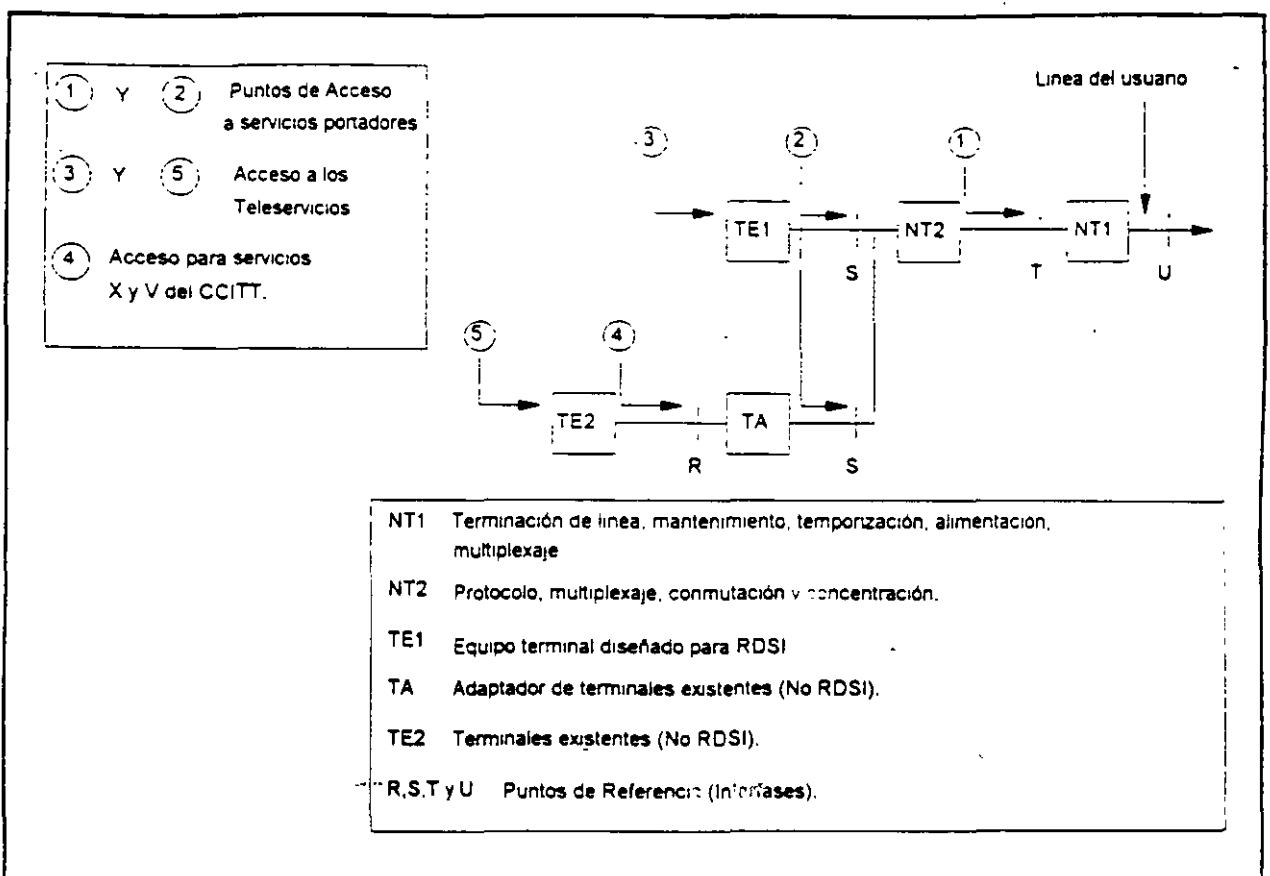 1 Y 2 Puntos de Acceso
a servicios portadores
3 Y 5 Acceso a los
Teleservicios
4 Acceso para servicios
X y V del CCITT.
Linea del usuario
3 2 1
TE1 NT2 NT1
S T U
5 4
TE2 TA
R S
NT1 Terminación de linea, mantenimiento, temporización, alimentacion,
multiplexaje
NT2 Protocolo, multiplexaje, conmutación y concentración.
TE1 Equipo terminal diseñado para RDSI
TA Adaptador de terminales existentes (No RDSI).
TE2 Terminales existentes (No RDSI).
R,S,T y U Puntos de Referencia (Interfases).